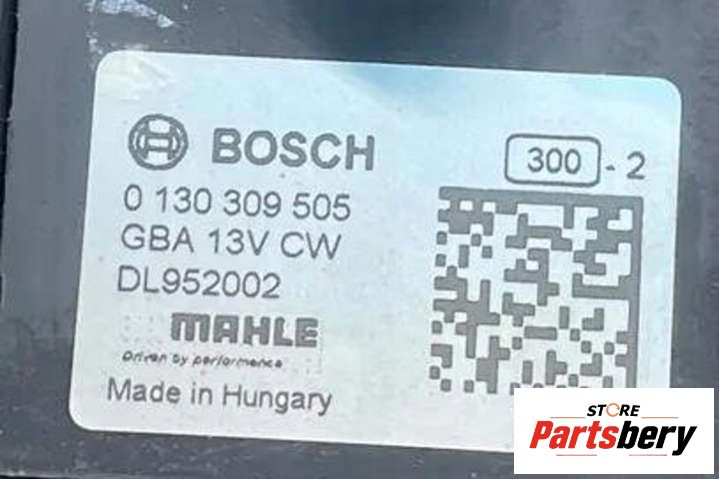 BOSCH
300 - 2
0 130 309 505
GBA 13V CW
DL952002
MAHLE
Driven by performance
Made in Hungary
STORE
Partsbery